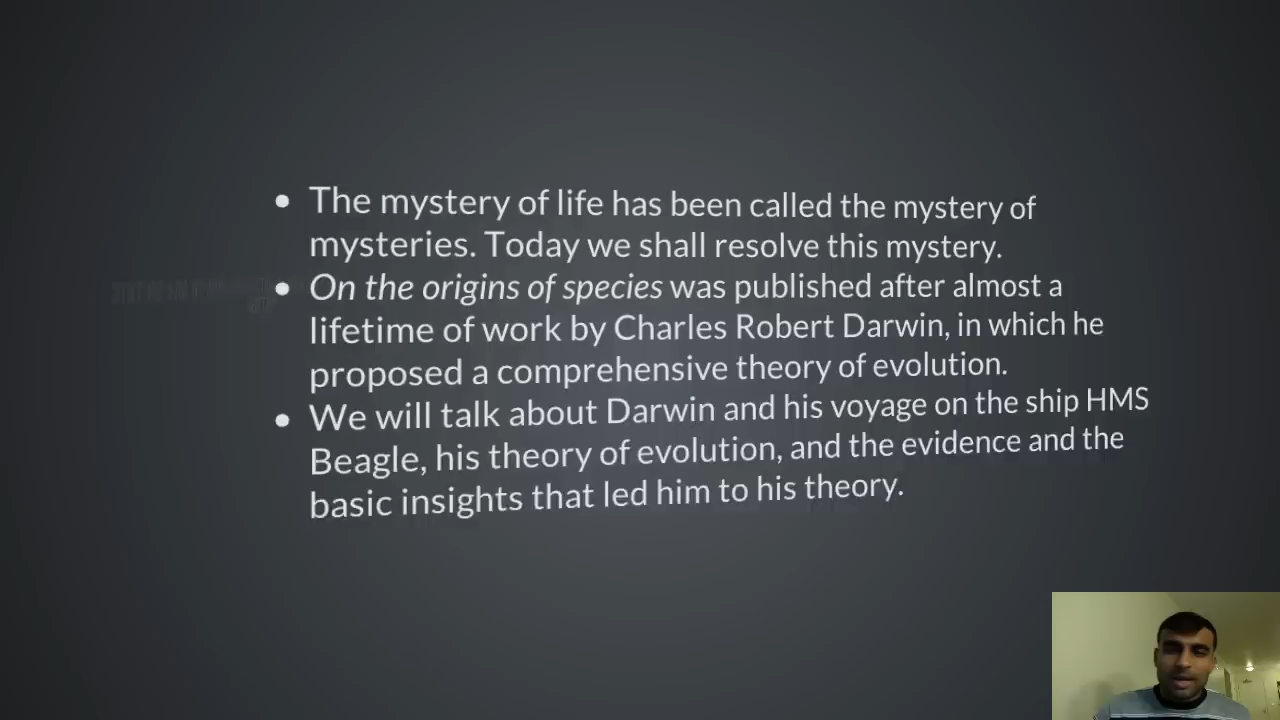 • The mystery of life has been called the mystery of
mysteries. Today we shall resolve this mystery.
• On the origins of species was published after almost a
lifetime of work by Charles Robert Darwin, in which he
proposed a comprehensive theory of evolution.
• We will talk about Darwin and his voyage on the ship HMS
Beagle, his theory of evolution, and the evidence and the
basic insights that led him to his theory.